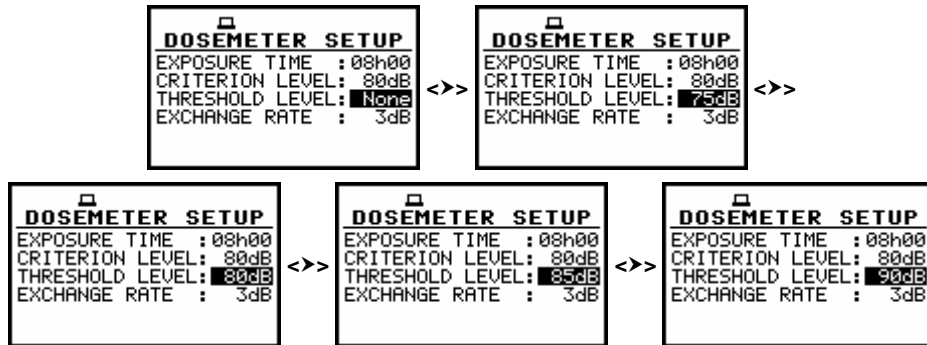 DOSEMETER SETUP
EXPOSURE TIME :08h00
CRITERION LEVEL: 80dB
THRESHOLD LEVEL: None
EXCHANGE RATE : 3dB
<➤>
DOSEMETER SETUP
EXPOSURE TIME :08h00
CRITERION LEVEL: 80dB
THRESHOLD LEVEL: 75dB
EXCHANGE RATE : 3dB
<➤>
DOSEMETER SETUP
EXPOSURE TIME :08h00
CRITERION LEVEL: 80dB
THRESHOLD LEVEL: 80dB
EXCHANGE RATE : 3dB
<➤>
DOSEMETER SETUP
EXPOSURE TIME :08h00
CRITERION LEVEL: 80dB
THRESHOLD LEVEL: 85dB
EXCHANGE RATE : 3dB
<➤>
DOSEMETER SETUP
EXPOSURE TIME :08h00
CRITERION LEVEL: 80dB
THRESHOLD LEVEL: 90dB
EXCHANGE RATE : 3dB